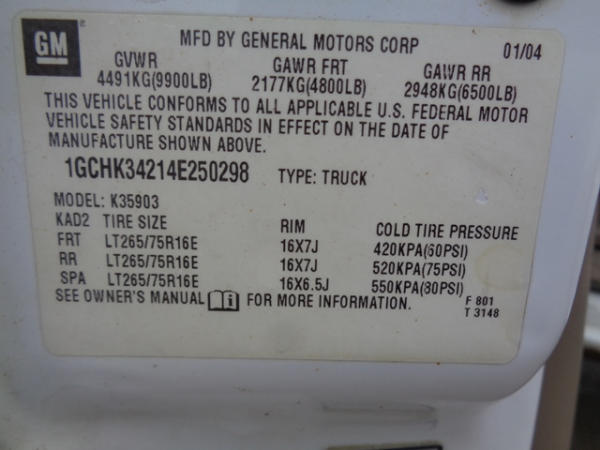 GM
MFD BY GENERAL MOTORS CORP 01/04
GVWR GAWR FRT GAWR RR
4491KG(9900LB) 2177KG(4800LB) 2948KG(6500LB)
THIS VEHICLE CONFORMS TO ALL APPLICABLE U.S. FEDERAL MOTOR
VEHICLE SAFETY STANDARDS IN EFFECT ON THE DATE OF
MANUFACTURE SHOWN ABOVE.
1GCHK34214E250298 TYPE: TRUCK
MODEL: K35903
KAD2 TIRE SIZE RIM COLD TIRE PRESSURE
FRT LT265/75R16E 16X7J 420KPA(60PSI)
RR LT265/75R16E 16X7J 520KPA(75PSI)
SPA LT265/75R16E 16X6.5J 550KPA(80PSI)
SEE OWNER'S MANUAL i FOR MORE INFORMATION. F 801
T 3148